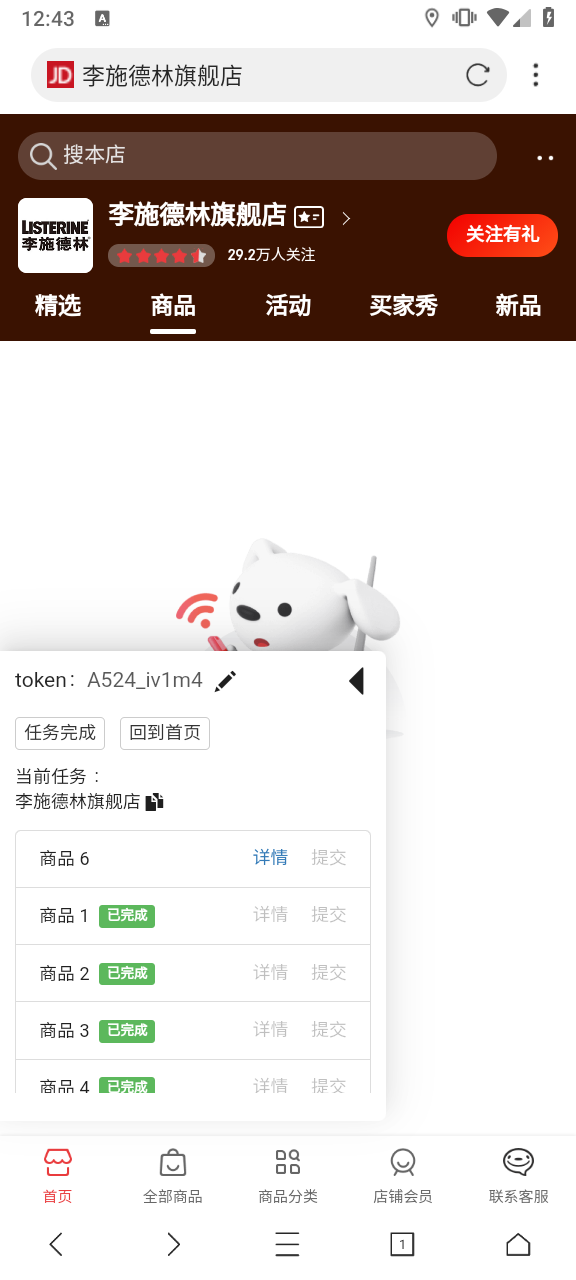 12:43
A
JD 李施德林旗舰店
搜本店
LISTERINE
李施德林
李施德林旗舰店
29.2万人关注
关注有礼
精选 商品 活动 买家秀 新品
token: A524_iv1m4
任务完成 回到首页
当前任务：
李施德林旗舰店
商品 6 详情 提交
商品 1 已完成 详情 提交
商品 2 已完成 详情 提交
商品 3 已完成 详情 提交
商品 4 已完成 详情 提交
首页 全部商品 商品分类 店铺会员 联系客服
1